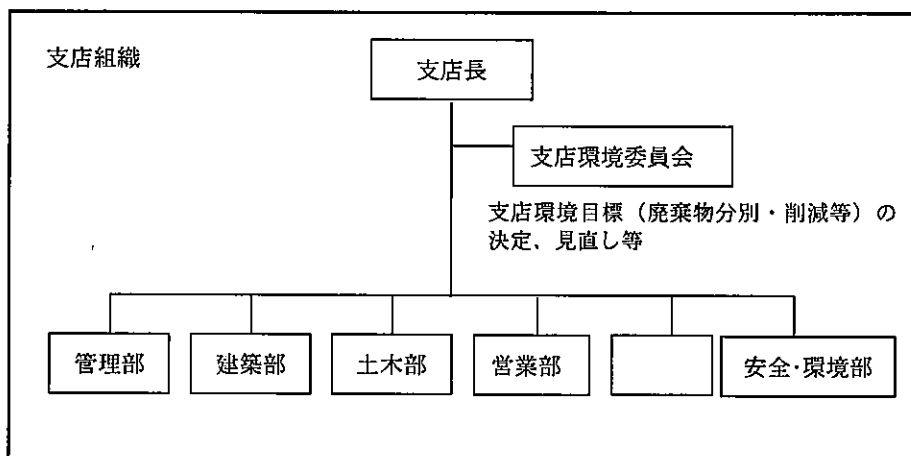 支店組織
支店長
支店環境委員会
支店環境目標（廃棄物分別・削減等）の
決定、見直し等
管理部
建築部
土木部
営業部
安全・環境部